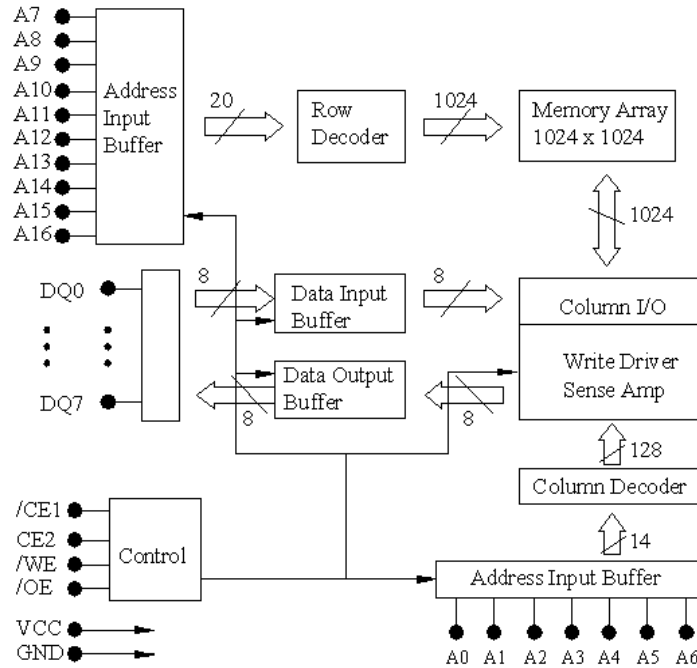 A7
A8
A9
A10
A11
A12
A13
A14
A15
A16
Address
Input
Buffer
20
Row
Decoder
1024
Memory Array
1024 x 1024
1024
DQ0
DQ7
8
Data Input
Buffer
8
Column I/O
Write Driver
Sense Amp
8
Data Output
Buffer
8
128
Column Decoder
14
Address Input Buffer
/CE1
CE2
/WE
/OE
Control
VCC
GND
A0 A1 A2 A3 A4 A5 A6